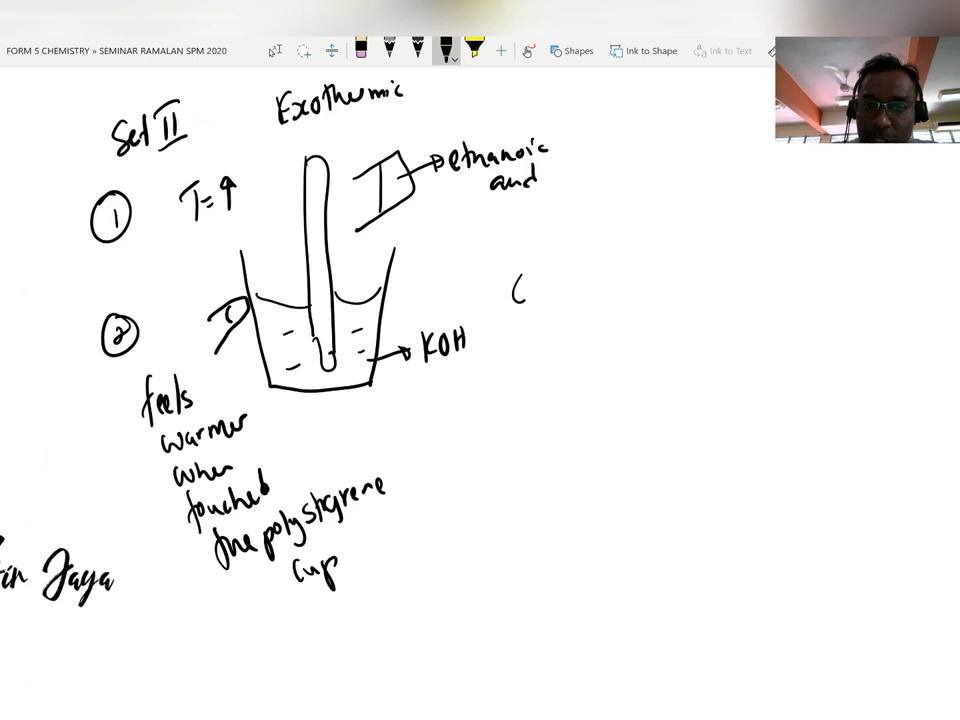 FORM 5 CHEMISTRY » SEMINAR RAMALAN SPM 2020
Shapes
Ink to Shape
Ink to Text
Set II
Exothermic
1
T= ↑
ethanoic
acid
2
KOH
feels
warmer
when
touched
the polystyrene
cup
Jaya